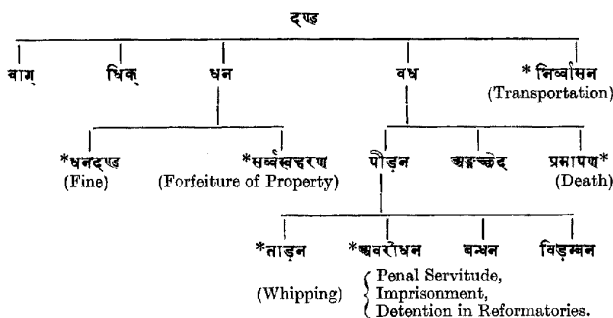 दण्ड
वाग् धिक् धन वध *निर्व्वासन
(Transportation)
*धनदण्ड *सर्व्वस्वहरण पीड़न अङ्गच्छेद प्रमापण*
(Fine) (Forfeiture of Property) (Death)
*ताड़न *अवरोधन बन्धन विड़म्बन
(Whipping) { Penal Servitude,
Imprisonment,
Detention in Reformatories.